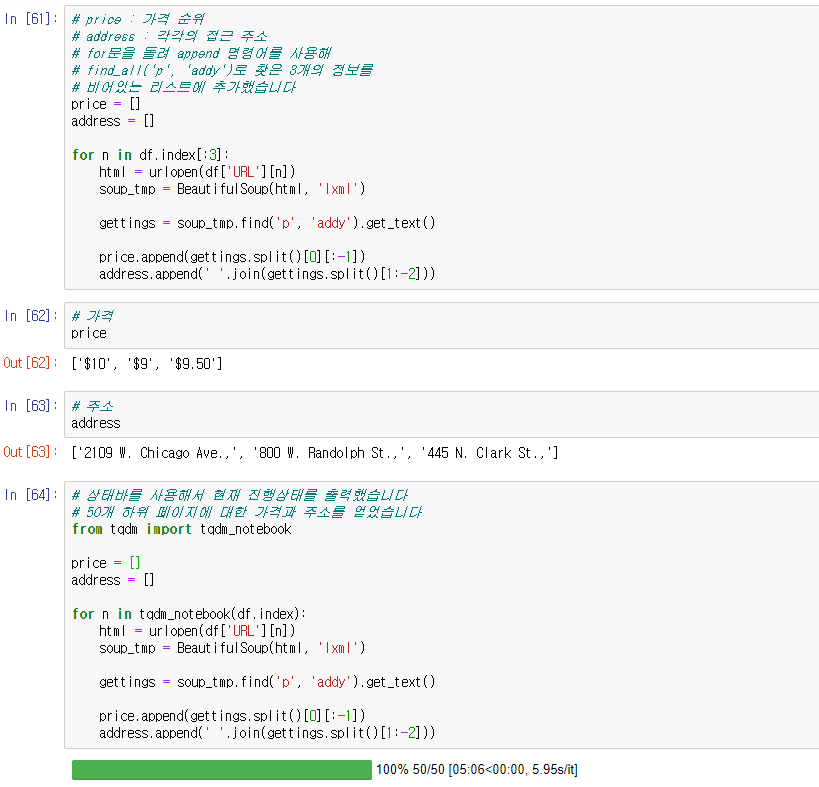 In [61]:
# price : 가격 순위
# address : 각각의 접근 주소
# for문을 돌려 append 명령어를 사용해
# find_all('p', 'addy')로 찾은 3개의 정보를
# 비어있는 리스트에 추가했습니다
price = []
address = []
for n in df.index[:3]:
    html = urlopen(df['URL'][n])
    soup_tmp = BeautifulSoup(html, 'lxml')
    gettings = soup_tmp.find('p', 'addy').get_text()
    price.append(gettings.split()[0][:-1])
    address.append(' '.join(gettings.split()[1:-2]))
In [62]:
# 가격
price
Out[62]: ['$10', '$9', '$9.50']
In [63]:
# 주소
address
Out[63]: ['2109 W. Chicago Ave.,', '800 W. Randolph St.,', '445 N. Clark St.,']
In [64]:
# 상태바를 사용해서 현재 진행상태를 출력했습니다
# 50개 하위 페이지에 대한 가격과 주소를 얻었습니다
from tqdm import tqdm_notebook
price = []
address = []
for n in tqdm_notebook(df.index):
    html = urlopen(df['URL'][n])
    soup_tmp = BeautifulSoup(html, 'lxml')
    gettings = soup_tmp.find('p', 'addy').get_text()
    price.append(gettings.split()[0][:-1])
    address.append(' '.join(gettings.split()[1:-2]))
100% 50/50 [05:06<00:00, 5.95s/it]